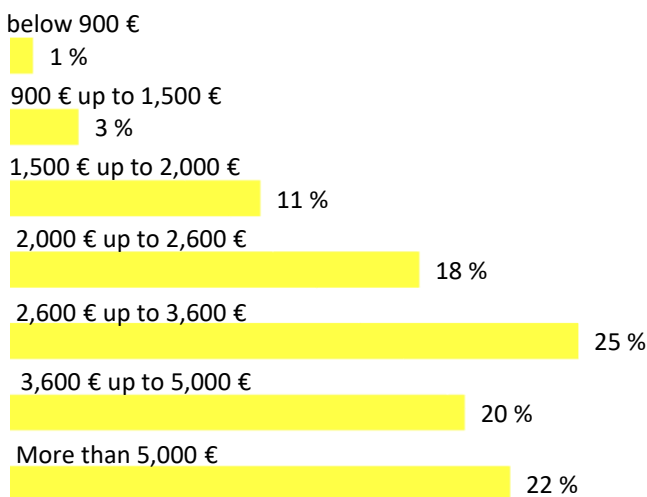 below 900 €
1 %
900 € up to 1,500 €
3 %
1,500 € up to 2,000 €
11 %
2,000 € up to 2,600 €
18 %
2,600 € up to 3,600 €
25 %
3,600 € up to 5,000 €
20 %
More than 5,000 €
22 %